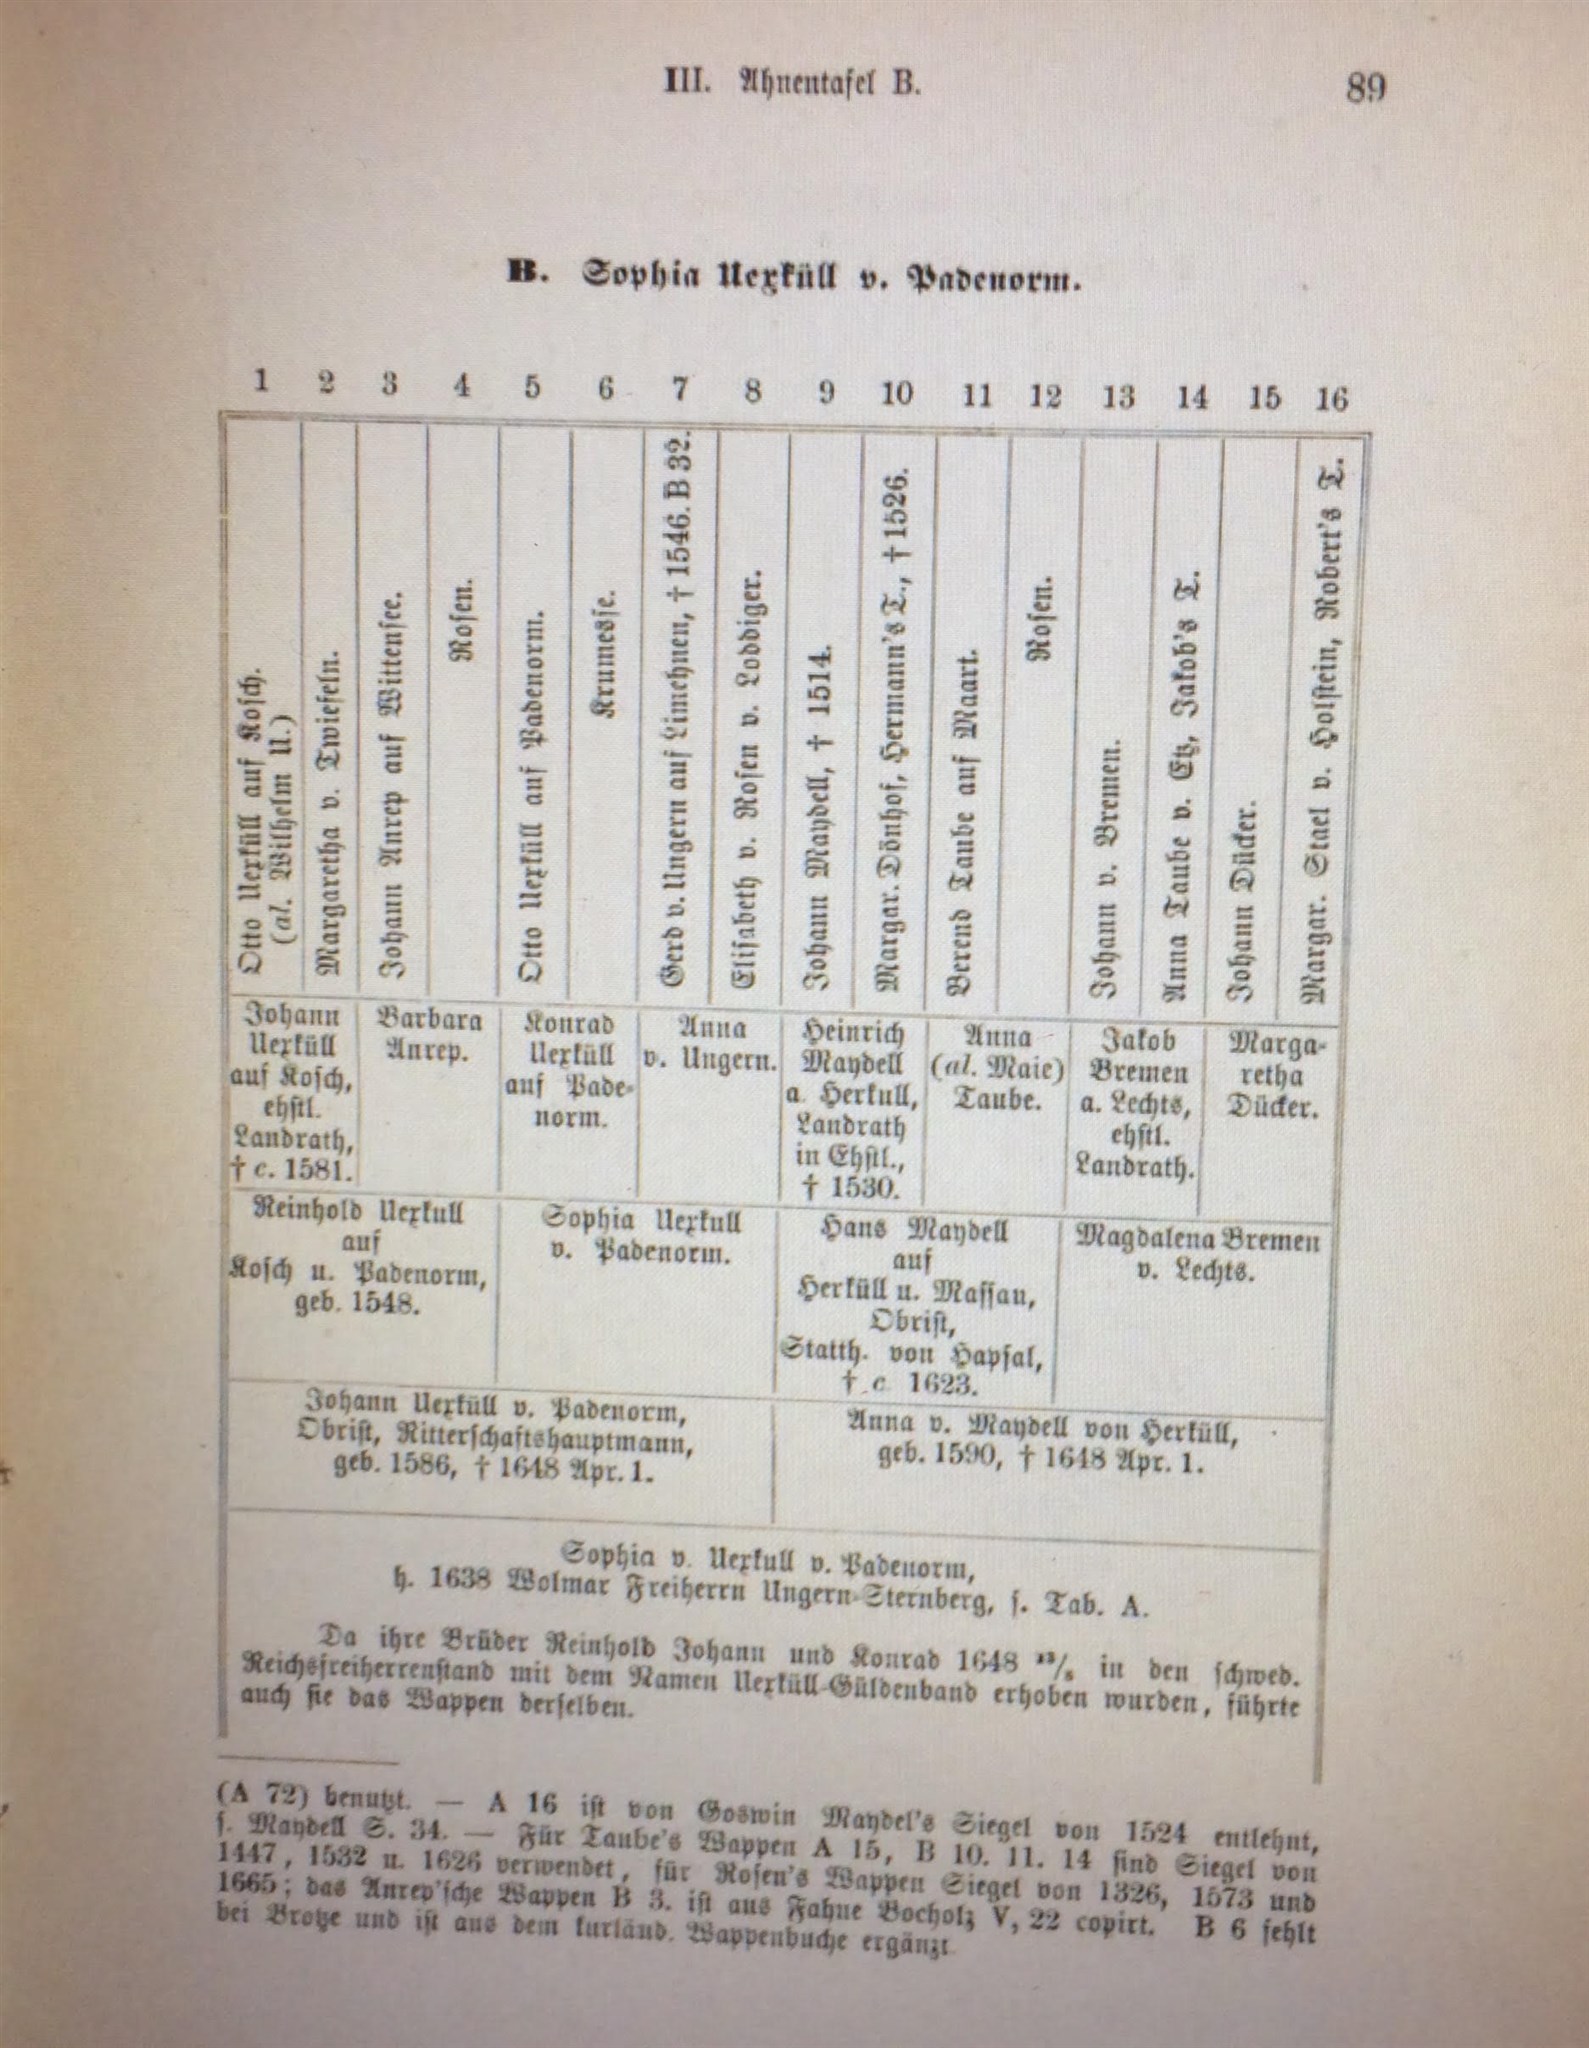 III. Ahnentafel B.
89
B. Sophia Uexküll v. Padenorm.
1 2 3 4 5 6 7 8 9 10 11 12 13 14 15 16
Otto Uexküll auf Kosch.
(al. Wilhelm U.)
Margaretha v. Twiefeln.
Johann Anrep auf Wittensee.
Rosen.
Otto Uexküll auf Padenorm.
Krumesse.
Gerd v. Ungern auf Limehnen, † 1546. B 32.
Elisabeth v. Rosen v. Loddiger.
Johann Maydell, † 1514.
Margar. Dönhof, Hermann's T., † 1526.
Berend Taube auf Maart.
Rosen.
Johann v. Bremen.
Anna Taube v. Etz, Jakob's T.
Johann Dücker.
Margar. Stael v. Holstein, Robert's T.
Johann
Uexküll
auf Kosch,
ehstl.
Landrath,
† c. 1581.
Barbara
Anrep.
Konrad
Uexküll
auf Pade-
norm.
Anna
v. Ungern.
Heinrich
Maydell
a. Herkull,
Landrath
in Ehstl.,
† 1530.
Anna
(al. Maie)
Taube.
Jakob
Bremen
a. Lechts,
ehstl.
Landrath.
Marga-
retha
Dücker.
Reinhold Uexkull
auf
Kosch u. Padenorm,
geb. 1548.
Sophia Uexkull
v. Padenorm.
Hans Maydell
auf
Herküll u. Massau,
Obrist,
Statth. von Hapsal,
† c 1623.
Magdalena Bremen
v. Lechts.
Johann Uexküll v. Padenorm,
Obrist, Ritterschaftshauptmann,
geb. 1586, † 1648 Apr. 1.
Anna v. Maydell von Herküll,
geb. 1590, † 1648 Apr. 1.
Sophia v. Uexkull v. Padenorm,
h. 1638 Wolmar Freiherrn Ungern-Sternberg, s. Tab. A.
Da ihre Brüder Reinhold Johann und Konrad 1648 in den schwed.
Reichsfreiherrenstand mit dem Namen Uexküll-Güldenband erhoben wurden, führte
auch sie das Wappen derselben.
(A 72) benutzt. — A 16 ist von Goswin Maydel's Siegel von 1524 entlehnt,
s. Maydell S. 34. — Für Taube's Wappen A 15, B 10. 11. 14 sind Siegel von
1447, 1532 u. 1626 verwendet, für Rosen's Wappen Siegel von 1326, 1573 und
1665; das Anrep'sche Wappen B 3. ist aus Fahne Bocholz V, 22 copirt. B 6 fehlt
bei Brotze und ist aus dem kurländ. Wappenbuche ergänzt